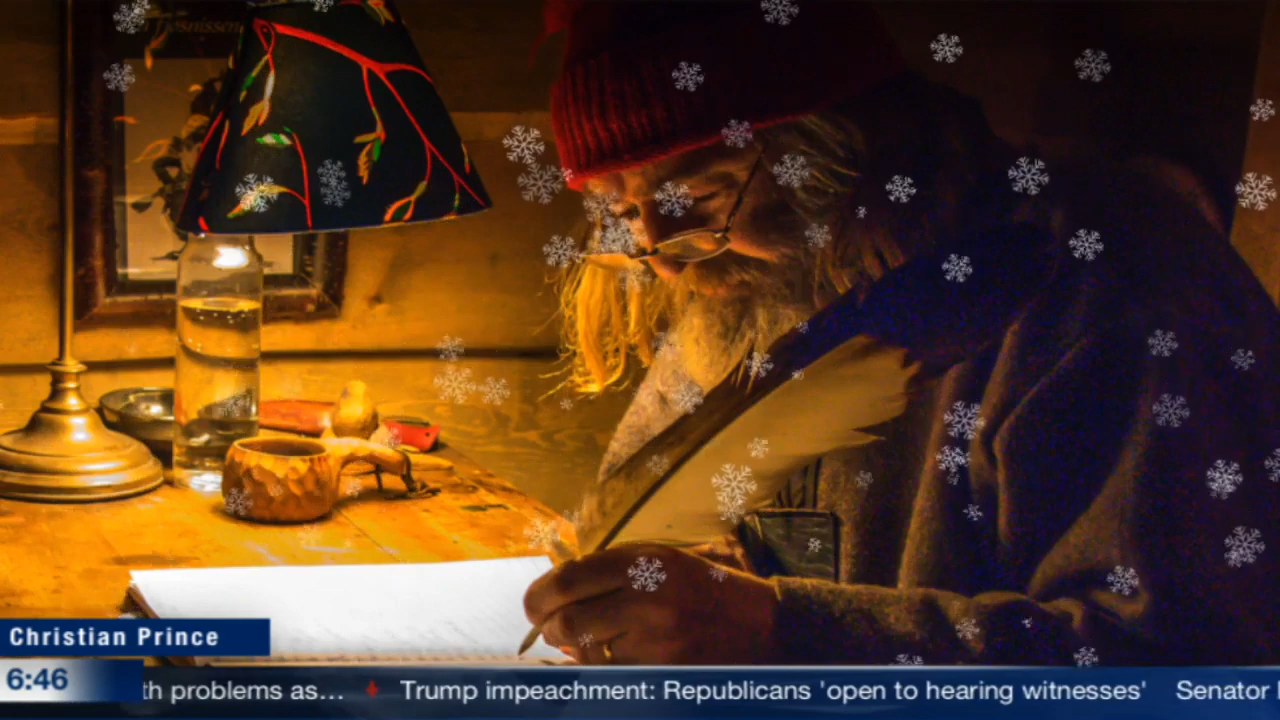 Christian Prince
6:46
th problems as... Trump impeachment: Republicans 'open to hearing witnesses' Senator